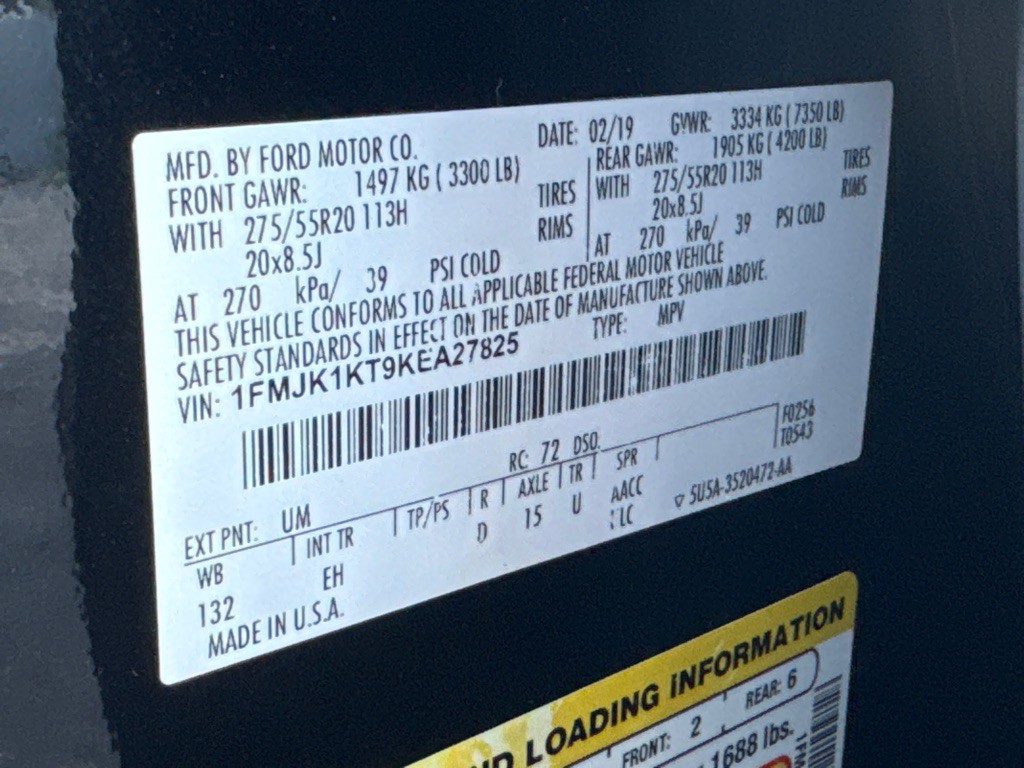 MFD. BY FORD MOTOR CO. DATE: 02/19 GVWR: 3334 KG ( 7350 LB)
FRONT GAWR: 1497 KG ( 3300 LB) REAR GAWR: 1905 KG ( 4200 LB)
WITH 275/55R20 113H TIRES WITH 275/55R20 113H TIRES
20x8.5J RIMS 20x8.5J RIMS
AT 270 kPa/ 39 PSI COLD AT 270 kPa/ 39 PSI COLD
THIS VEHICLE CONFORMS TO ALL APPLICABLE FEDERAL MOTOR VEHICLE
SAFETY STANDARDS IN EFFECT ON THE DATE OF MANUFACTURE SHOWN ABOVE.
VIN: 1FMJK1KT9KEA27825 TYPE: MPV
F0256
T0543
EXT PNT: UM RC: 72 DSO:
WB INT TR TP/PS R AXLE TR SPR
132 EH D 15 U AACC
LC
MADE IN U.S.A. 5U5A-3520472-AA
LOADING INFORMATION
FRONT: 2 REAR: 6
1688 lbs.